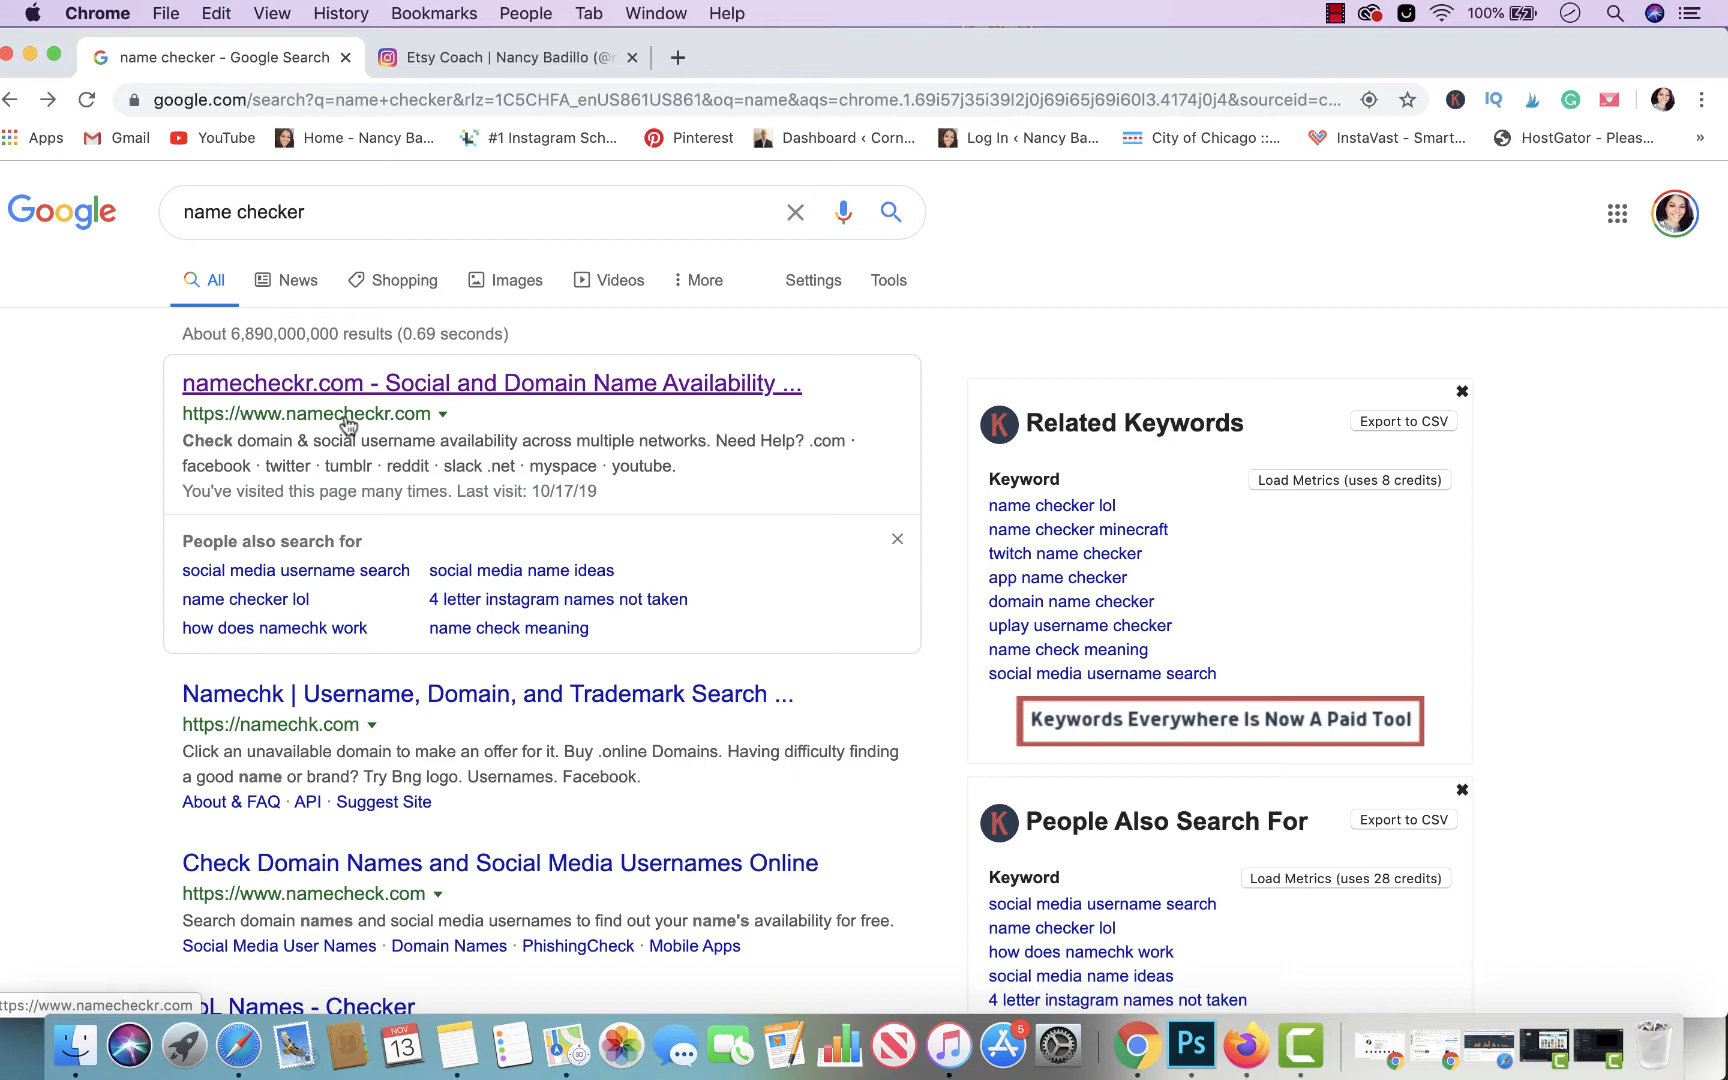 Chrome File Edit View History Bookmarks People Tab Window Help 100%
name checker - Google Search Etsy Coach | Nancy Badillo (@n
google.com/search?q=name+checker&rlz=1C5CHFA_enUS861US861&oq=name&aqs=chrome.1.69i57j35i39l2j0j69i65j69i60l3.4174j0j4&sourceid=c...
IQ
Apps Gmail YouTube Home - Nancy Ba... #1 Instagram Sch... Pinterest Dashboard ‹ Corn... Log In ‹ Nancy Ba... City of Chicago ::... InstaVast - Smart... HostGator - Pleas... »
Google name checker
All News Shopping Images Videos More Settings Tools
About 6,890,000,000 results (0.69 seconds)
namecheckr.com - Social and Domain Name Availability ...
https://www.namecheckr.com
Check domain & social username availability across multiple networks. Need Help? .com ·
facebook · twitter · tumblr · reddit · slack .net · myspace · youtube.
You've visited this page many times. Last visit: 10/17/19
People also search for
social media username search social media name ideas
name checker lol 4 letter instagram names not taken
how does namechk work name check meaning
Namechk | Username, Domain, and Trademark Search ...
https://namechk.com
Click an unavailable domain to make an offer for it. Buy .online Domains. Having difficulty finding
a good name or brand? Try Bng logo. Usernames. Facebook.
About & FAQ · API · Suggest Site
Check Domain Names and Social Media Usernames Online
https://www.namecheck.com
Search domain names and social media usernames to find out your name's availability for free.
Social Media User Names · Domain Names · PhishingCheck · Mobile Apps
oL Names - Checker
ttps://www.namecheckr.com
K Related Keywords Export to CSV
Keyword Load Metrics (uses 8 credits)
name checker lol
name checker minecraft
twitch name checker
app name checker
domain name checker
uplay username checker
name check meaning
social media username search
Keywords Everywhere Is Now A Paid Tool
K People Also Search For Export to CSV
Keyword Load Metrics (uses 28 credits)
social media username search
name checker lol
how does namechk work
social media name ideas
4 letter instagram names not taken
NOV
13
5
Ps